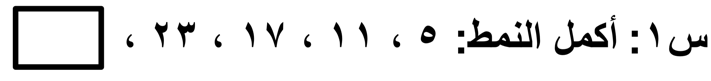 س١: أكمل النمط: ٥ ، ١١ ، ١٧ ، ٢٣ ،